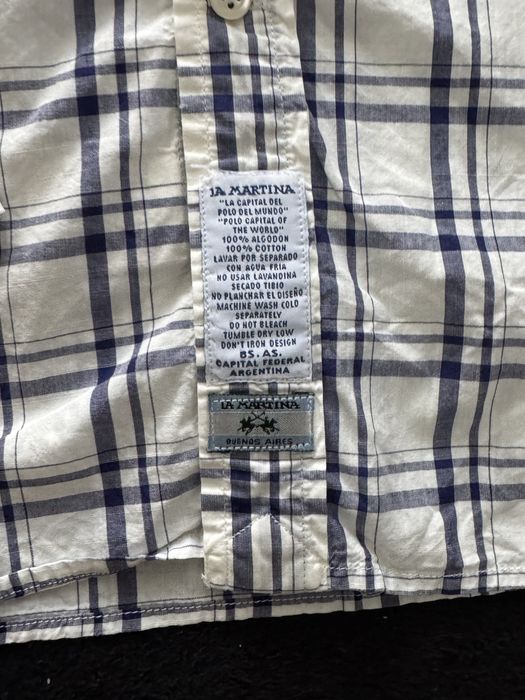 LA MARTINA
"LA CAPITAL DEL
POLO DEL MUNDO"
"POLO CAPITAL OF
THE WORLD"
100% ALGODON
100% COTTON
LAVAR POR SEPARADO
CON AGUA FRIA
NO USAR LAVANDINA
SECADO TIBIO
NO PLANCHAR EL DISEÑO
MACHINE WASH COLD
SEPARATELY
DO NOT BLEACH
TUMBLE DRY LOW
DON'T IRON DESIGN
BS. AS.
CAPITAL FEDERAL
ARGENTINA
LA MARTINA
BUENOS AIRES